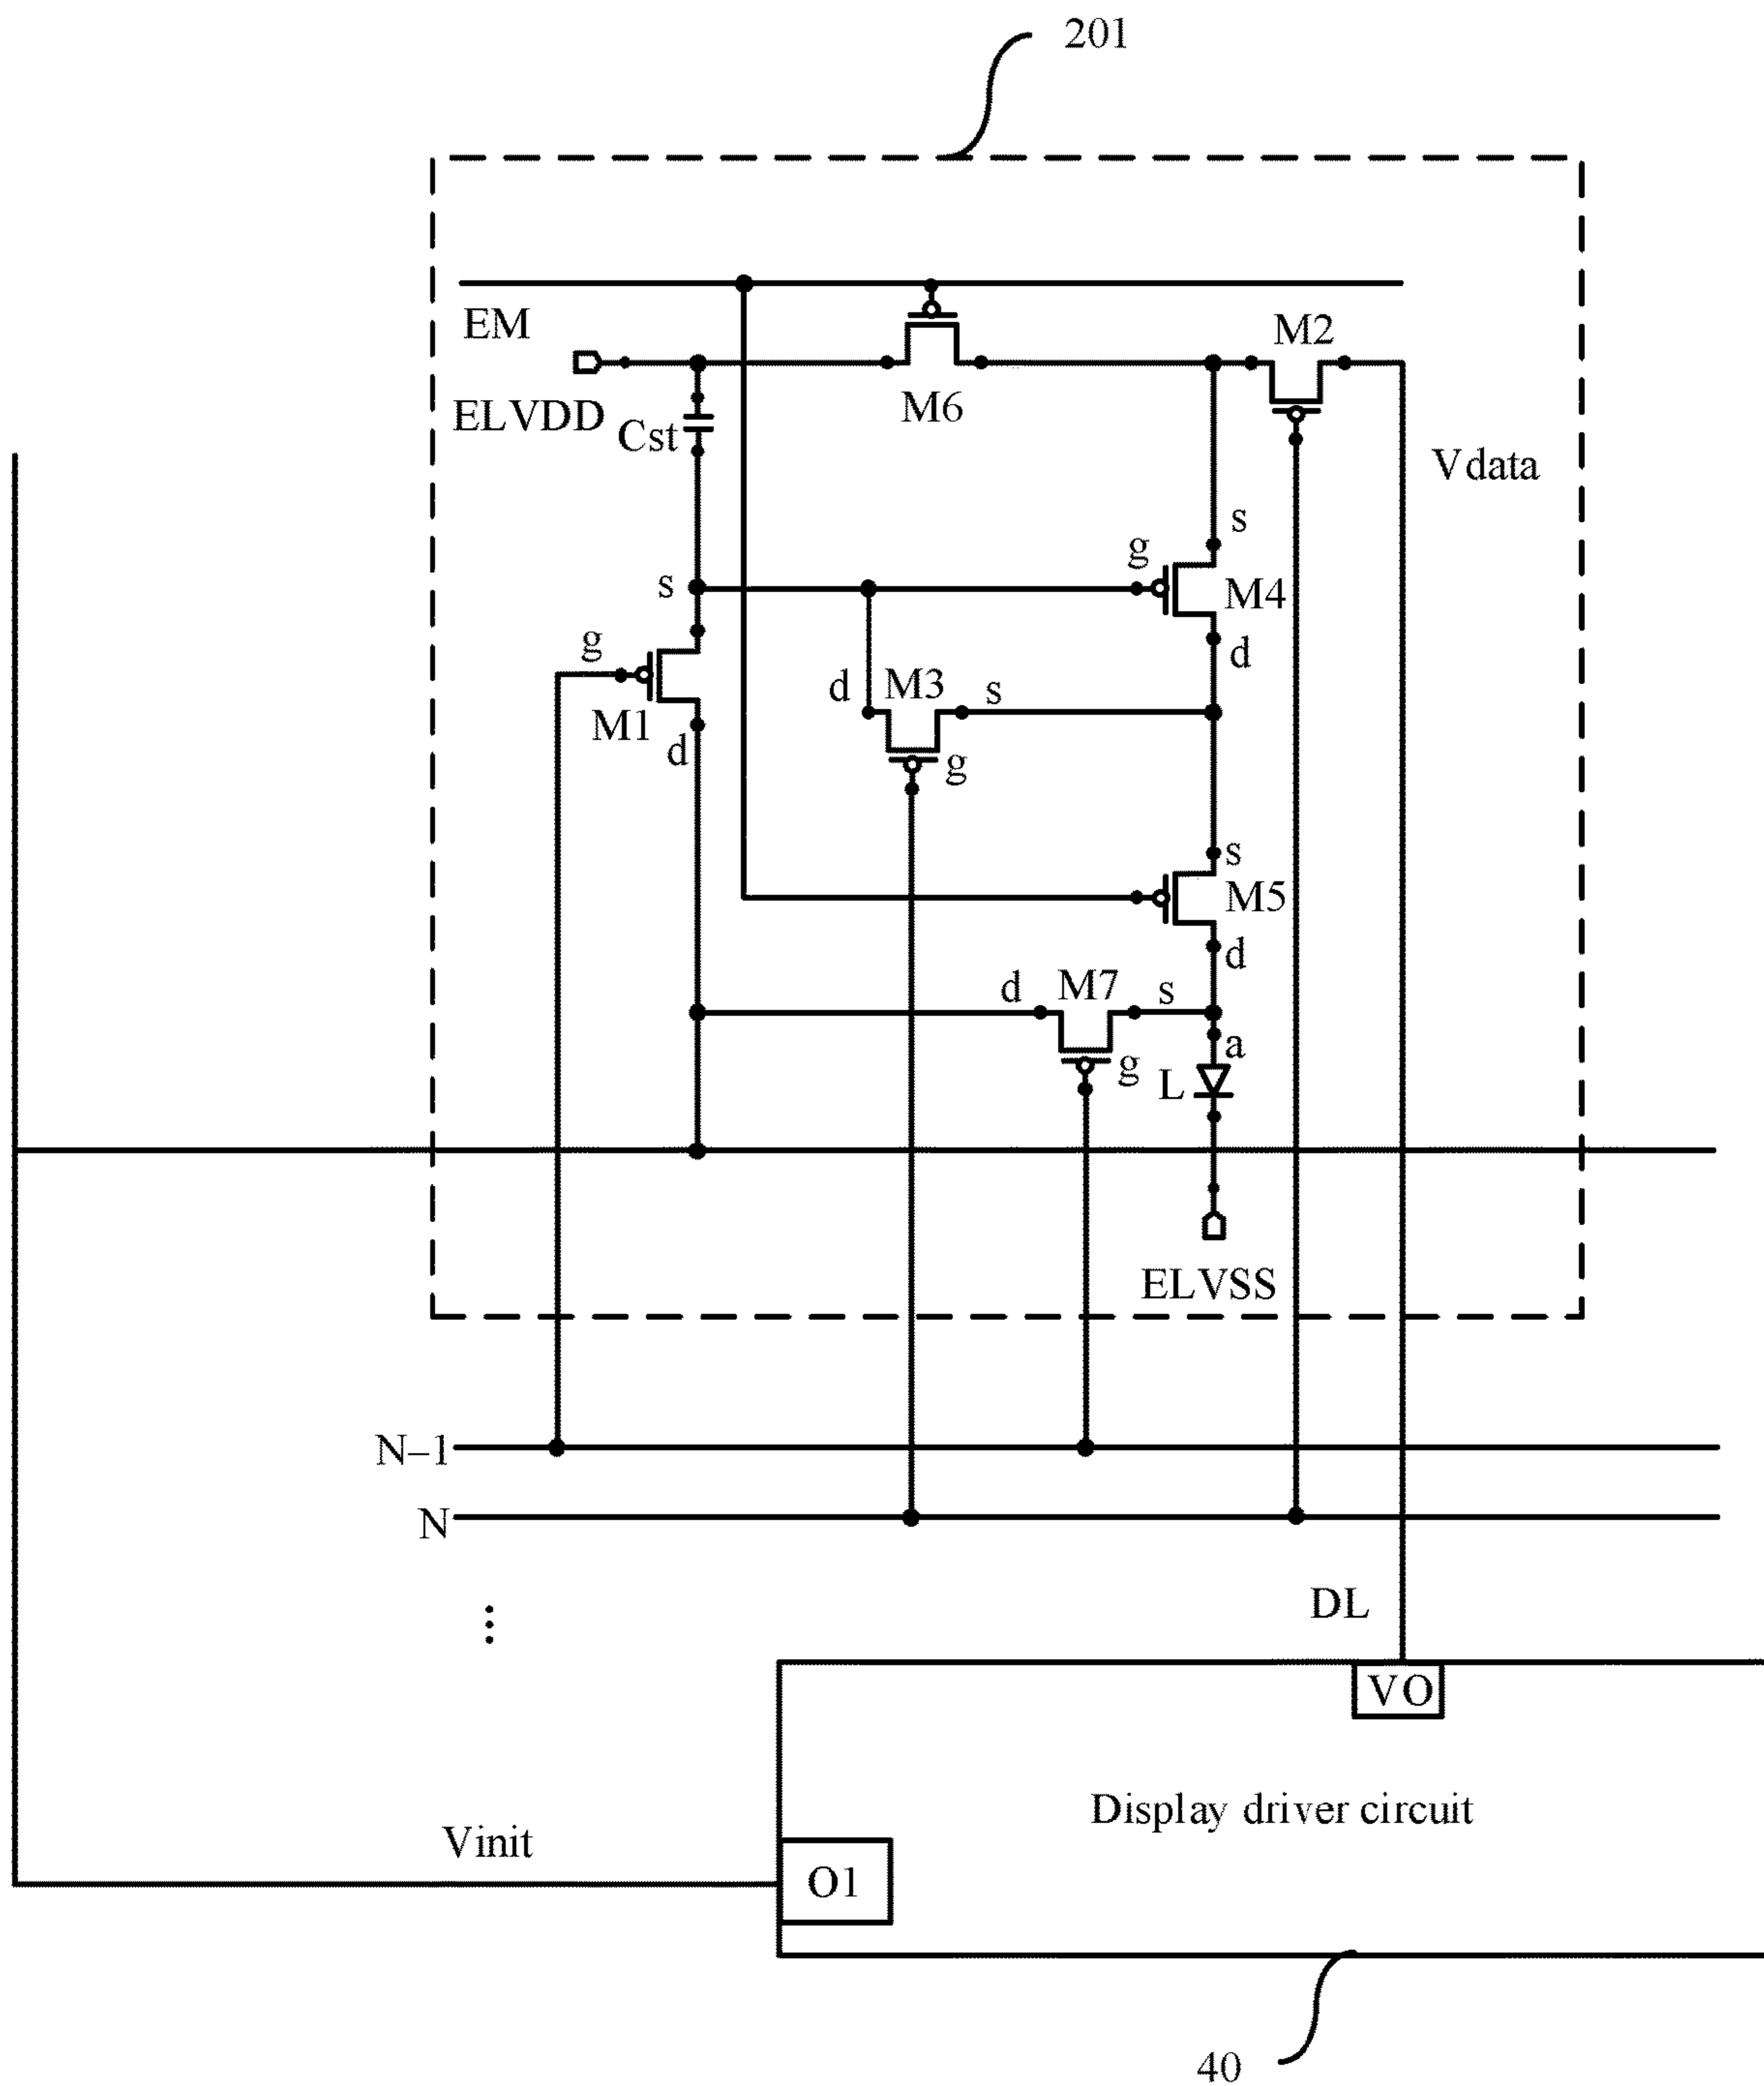 201
EM
M2
ELVDD
M6
Cst
Vdata
s
g
s
M4
g
d
M3
d
s
M1
d
g
s
M5
d
M7
d
s
a
g
L
ELVSS
N–1
N
⋮
DL
VO
Display driver circuit
Vinit
O1
40